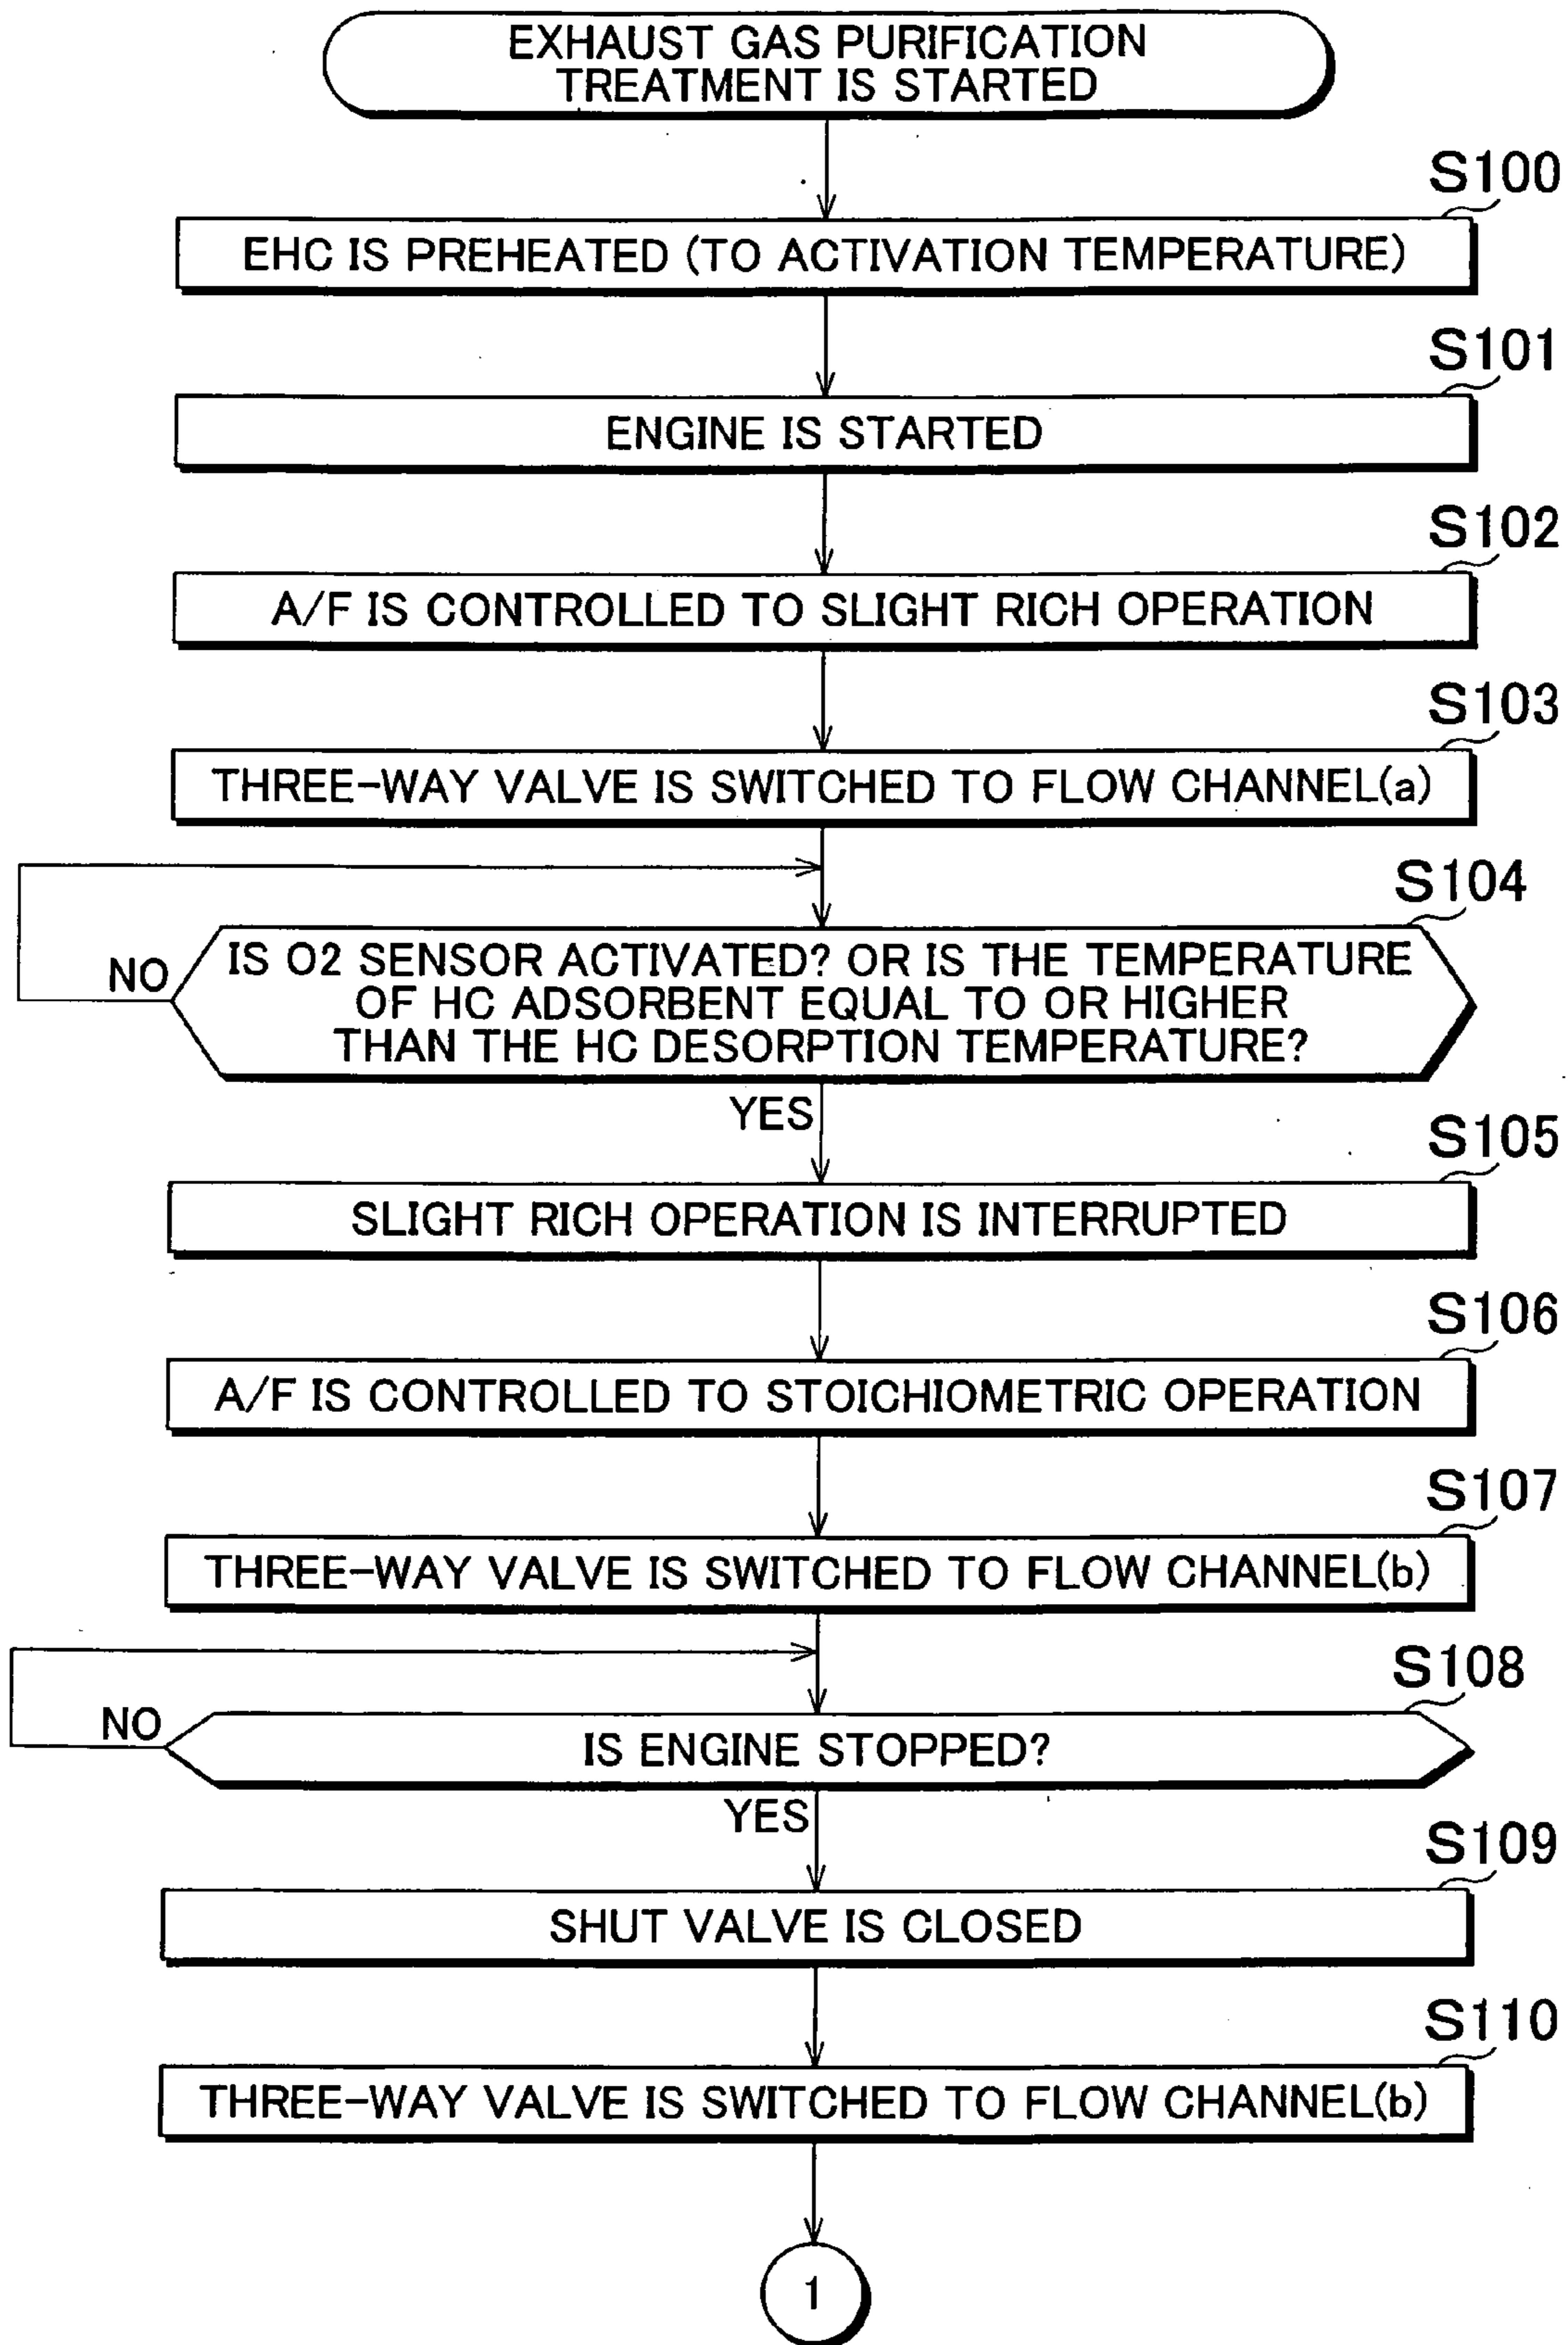 EXHAUST GAS PURIFICATION
TREATMENT IS STARTED
S100
EHC IS PREHEATED (TO ACTIVATION TEMPERATURE)
S101
ENGINE IS STARTED
S102
A/F IS CONTROLLED TO SLIGHT RICH OPERATION
S103
THREE-WAY VALVE IS SWITCHED TO FLOW CHANNEL(a)
S104
IS O2 SENSOR ACTIVATED? OR IS THE TEMPERATURE
OF HC ADSORBENT EQUAL TO OR HIGHER
THAN THE HC DESORPTION TEMPERATURE?
NO
YES
S105
SLIGHT RICH OPERATION IS INTERRUPTED
S106
A/F IS CONTROLLED TO STOICHIOMETRIC OPERATION
S107
THREE-WAY VALVE IS SWITCHED TO FLOW CHANNEL(b)
S108
NO
IS ENGINE STOPPED?
YES
S109
SHUT VALVE IS CLOSED
S110
THREE-WAY VALVE IS SWITCHED TO FLOW CHANNEL(b)
1